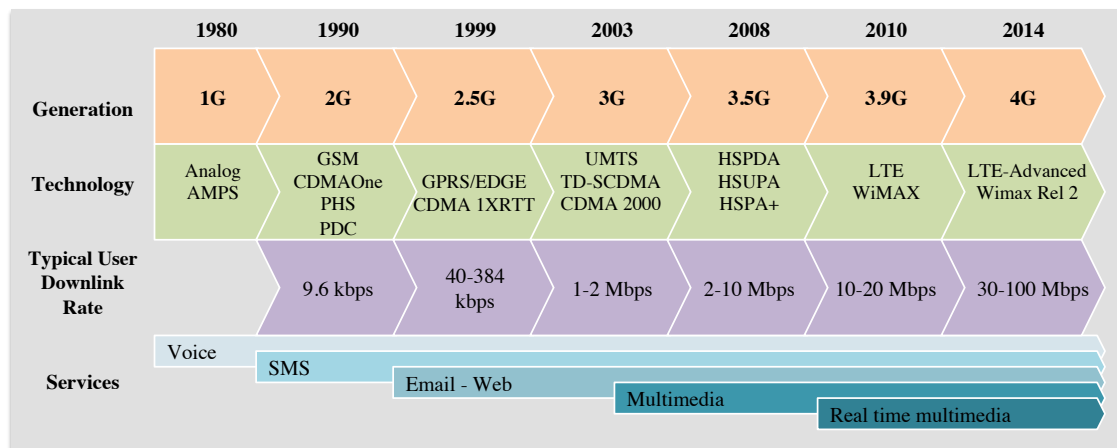 1980 1990 1999 2003 2008 2010 2014
Generation 1G 2G 2.5G 3G 3.5G 3.9G 4G
Technology
Analog
AMPS
GSM
CDMAOne
PHS
PDC
GPRS/EDGE
CDMA 1XRTT
UMTS
TD-SCDMA
CDMA 2000
HSPDA
HSUPA
HSPA+
LTE
WiMAX
LTE-Advanced
Wimax Rel 2
Typical User
Downlink
Rate
9.6 kbps
40-384
kbps
1-2 Mbps
2-10 Mbps
10-20 Mbps
30-100 Mbps
Services
Voice
SMS
Email - Web
Multimedia
Real time multimedia